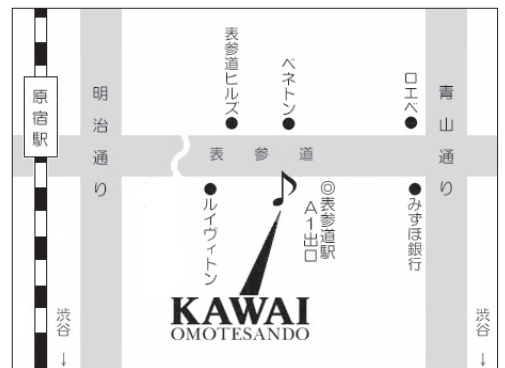 原宿駅
明治通り
表参道ヒルズ
ベネトン
ロエベ
青山通り
表参道
ルイヴィトン
◎表参道駅
A1出口
みずほ銀行
KAWAI
OMOTESANDO
渋谷→
渋谷→